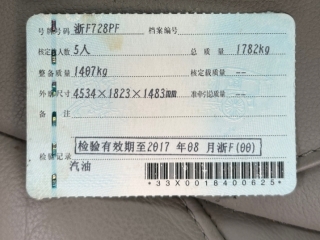 号牌号码 浙F728PF 档案编号
核定人数 5人 总质量 1782kg
整备质量 1407kg 核定载质量 --
外廓尺寸 4534×1823×1483mm 准牵引总质量 --
备注
检验有效期至2017年08月浙F(00)
检验记录
汽油
*33X0018400625*